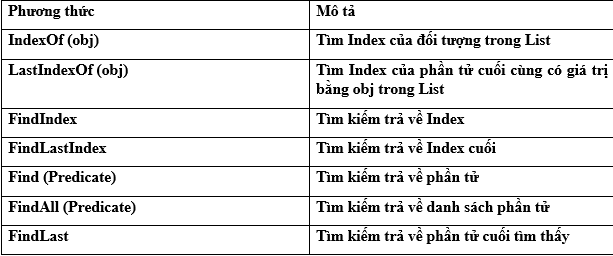 Phương thức Mô tả
IndexOf (obj) Tìm Index của đối tượng trong List
LastIndexOf (obj) Tìm Index của phần tử cuối cùng có giá trị
bằng obj trong List
FindIndex Tìm kiếm trả về Index
FindLastIndex Tìm kiếm trả về Index cuối
Find (Predicate) Tìm kiếm trả về phần tử
FindAll (Predicate) Tìm kiếm trả về danh sách phần tử
FindLast Tìm kiếm trả về phần tử cuối tìm thấy